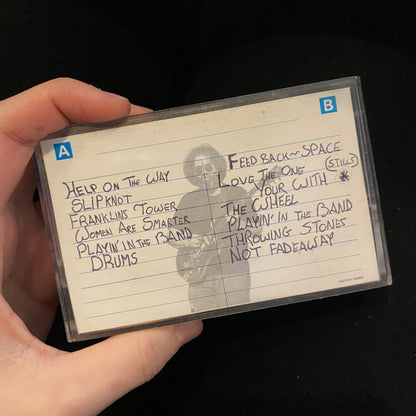 A
B
HELP ON THE WAY
SLIPKNOT
FRANKLINS TOWER
WOMEN ARE SMARTER
PLAYIN' IN THE BAND
DRUMS
FEED BACK~SPACE
LOVE THE ONE (STILLS)
YOUR WITH *
THE WHEEL
PLAYIN' IN THE BAND
THROWING STONES
NOT FADEAWAY